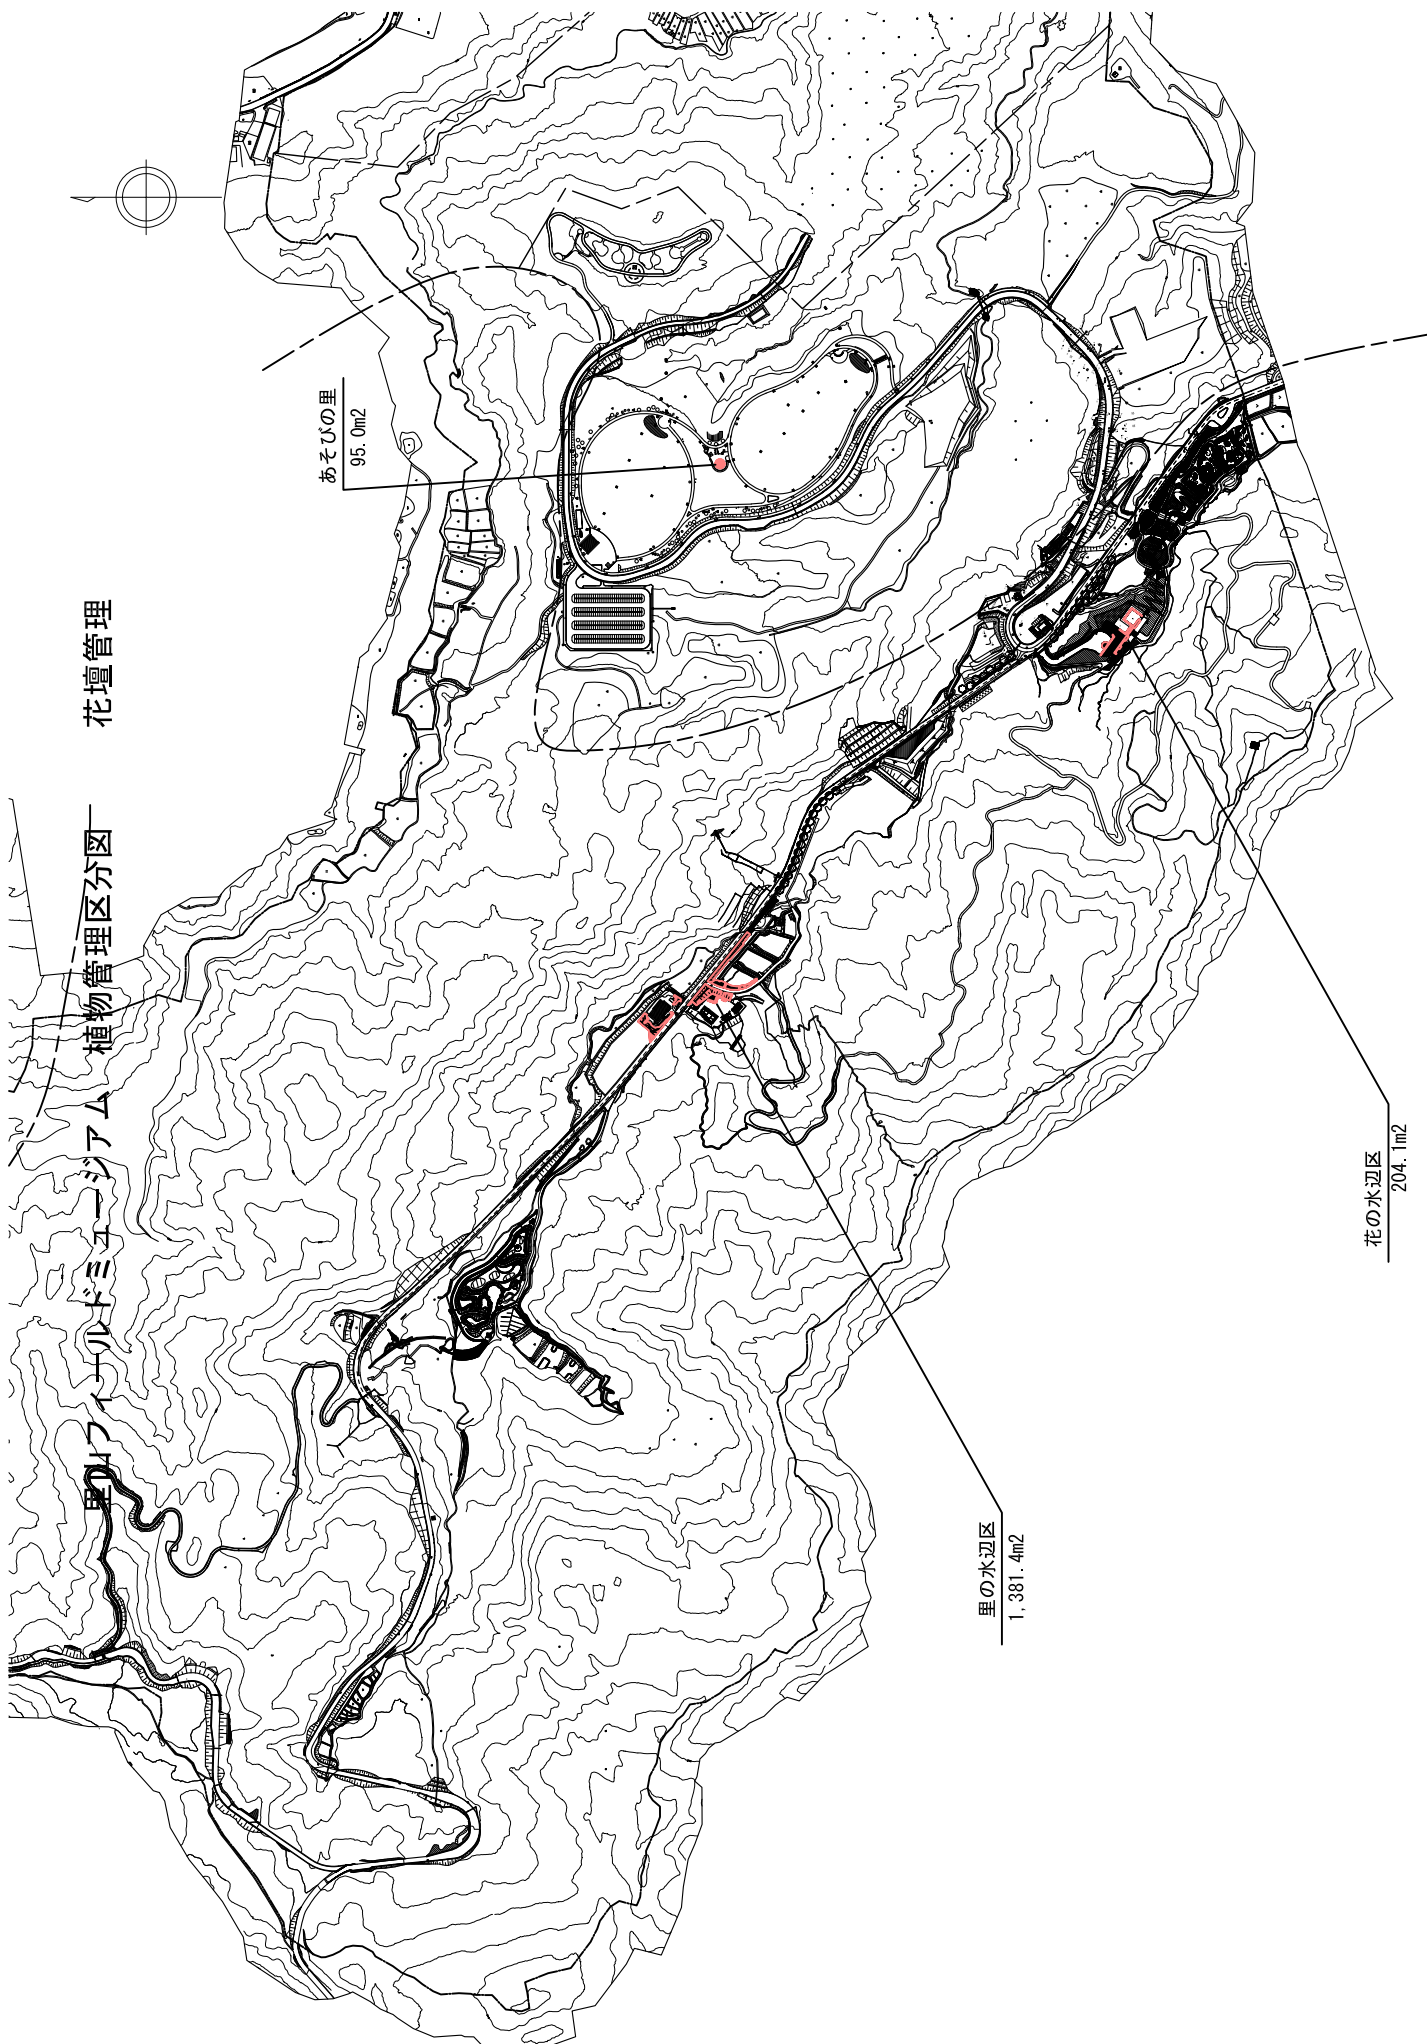 里山フィールドミュージアム 植物管理区分図 花壇管理
あそびの里
95.0m2
里の水辺区
1,381.4m2
花の水辺区
204.1m2